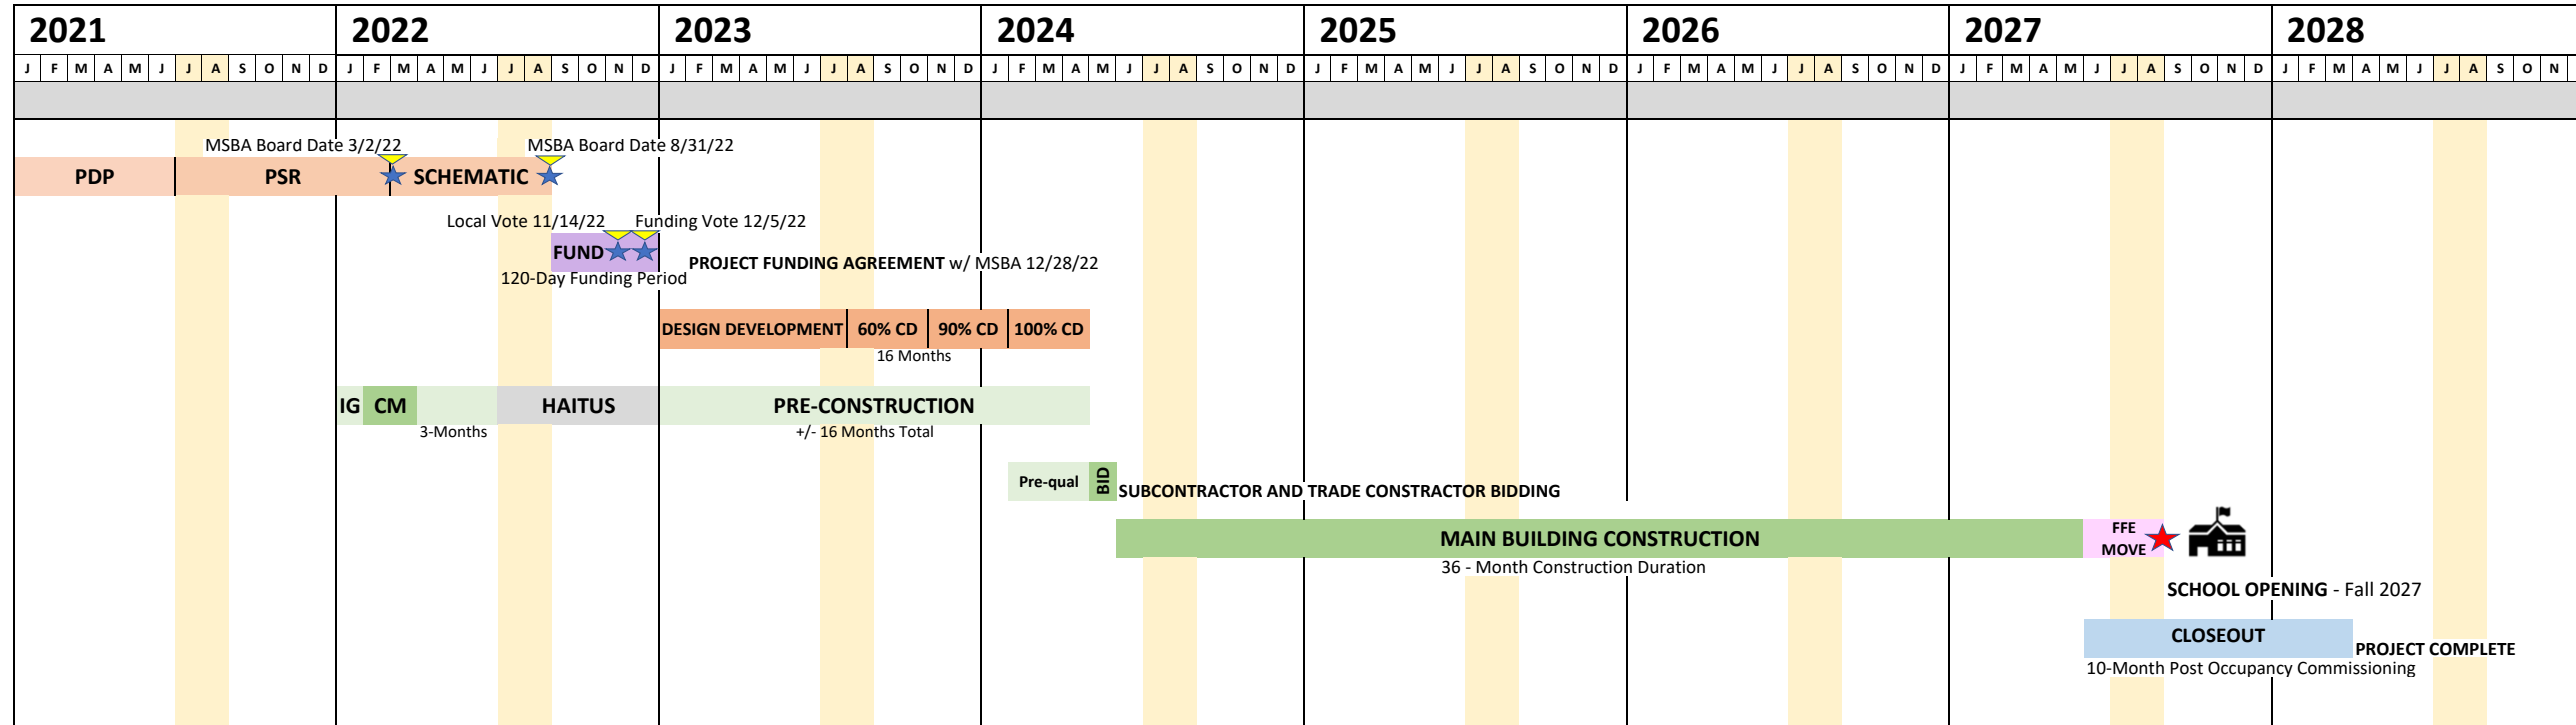 2021 2022 2023 2024 2025 2026 2027 2028
J F M A M J J A S O N D J F M A M J J A S O N D J F M A M J J A S O N D J F M A M J J A S O N D J F M A M J J A S O N D J F M A M J J A S O N D J F M A M J J A S O N D J F M A M J J A S O N
MSBA Board Date 3/2/22 MSBA Board Date 8/31/22
PDP PSR SCHEMATIC
Local Vote 11/14/22 Funding Vote 12/5/22
FUND
PROJECT FUNDING AGREEMENT w/ MSBA 12/28/22
120-Day Funding Period
DESIGN DEVELOPMENT 60% CD 90% CD 100% CD
16 Months
IG CM HAITUS PRE-CONSTRUCTION
3-Months +/- 16 Months Total
Pre-qual BID
SUBCONTRACTOR AND TRADE CONSTRACTOR BIDDING
MAIN BUILDING CONSTRUCTION
FFE
MOVE
36 - Month Construction Duration
SCHOOL OPENING - Fall 2027
CLOSEOUT
PROJECT COMPLETE
10-Month Post Occupancy Commissioning